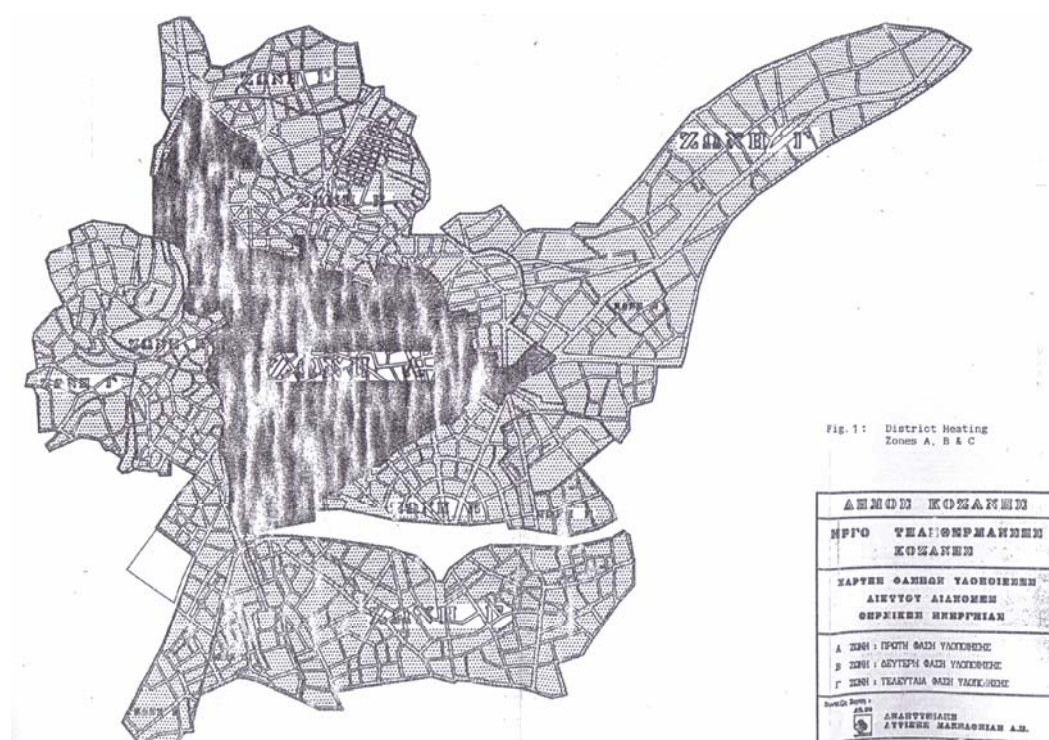 ΖΩΝΗ Γ
ΖΩΝΗ Γ
ΖΩΝΗ Β
ΖΩΝΗ Γ
ΖΩΝΗ
ΖΩΝΗ Γ
ΖΩΝΗ
ΖΩΝΗ Β
ΖΩΝΗ Γ
Fig. 1: District Heating
Zones A, B & C
ΔΗΜΟΣ ΚΟΖΑΝΗΣ
ΕΡΓΟ ΤΗΛΕΘΕΡΜΑΝΣΗΣ
ΚΟΖΑΝΗΣ
ΧΑΡΤΗΣ ΦΑΣΕΩΝ ΥΛΟΠΟΙΗΣΗΣ
ΔΙΚΤΥΟΥ ΔΙΑΝΟΜΗΣ
ΘΕΡΜΙΚΗΣ ΕΝΕΡΓΕΙΑΣ
Α ΖΩΝΗ : ΠΡΩΤΗ ΦΑΣΗ ΥΛΟΠΟΙΗΣΗΣ
Β ΖΩΝΗ : ΔΕΥΤΕΡΗ ΦΑΣΗ ΥΛΟΠΟΙΗΣΗΣ
Γ ΖΩΝΗ : ΤΕΛΕΥΤΑΙΑ ΦΑΣΗ ΥΛΟΠΟΙΗΣΗΣ
ΑΝΑΠΤΥΞΙΑΚΗ
ΔΥΤΙΚΗΣ ΜΑΚΕΔΟΝΙΑΣ Α.Ε.